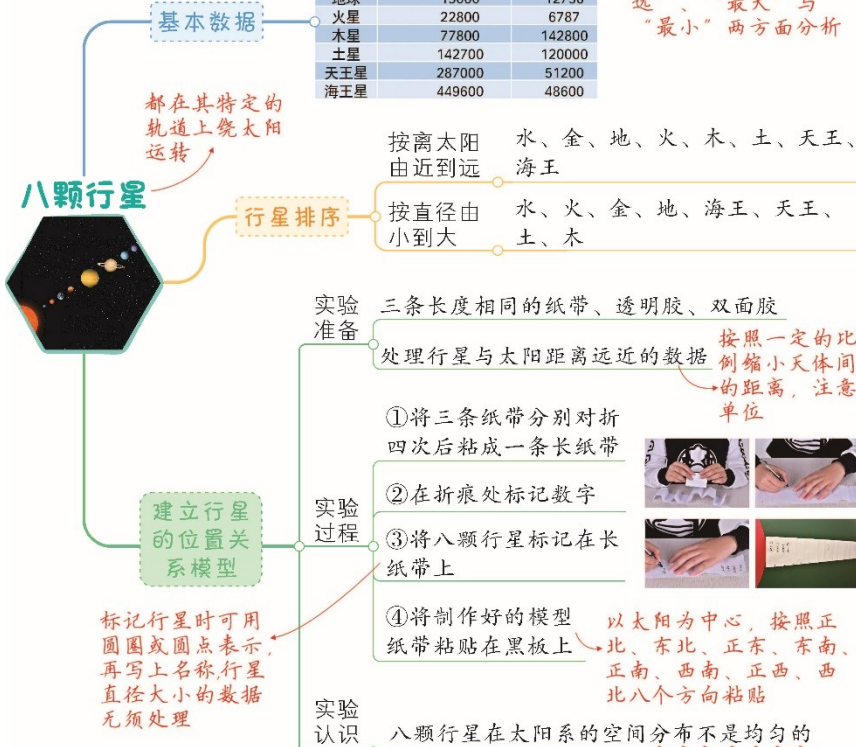 基本数据
地球 15000 12756
火星 22800 6787
木星 77800 142800
土星 142700 120000
天王星 287000 51200
海王星 449600 48600
远”、“最大”与
“最小”两方面分析
都在其特定的
轨道上绕太阳
运转
八颗行星
行星排序
按离太阳
由近到远
水、金、地、火、木、土、天王、
海王
按直径由
小到大
水、火、金、地、海王、天王、
土、木
实验
准备
三条长度相同的纸带、透明胶、双面胶
处理行星与太阳距离远近的数据
按照一定的比
例缩小天体间
的距离，注意
单位
建立行星
的位置关
系模型
实验
过程
①将三条纸带分别对折
四次后粘成一条长纸带
②在折痕处标记数字
③将八颗行星标记在长
纸带上
④将制作好的模型
纸带粘贴在黑板上
标记行星时可用
圆圈或圆点表示，
再写上名称，行星
直径大小的数据
无须处理
以太阳为中心，按照正
北、东北、正东、东南、
正南、西南、正西、西
北八个方向粘贴
实验
认识
八颗行星在太阳系的空间分布不是均匀的